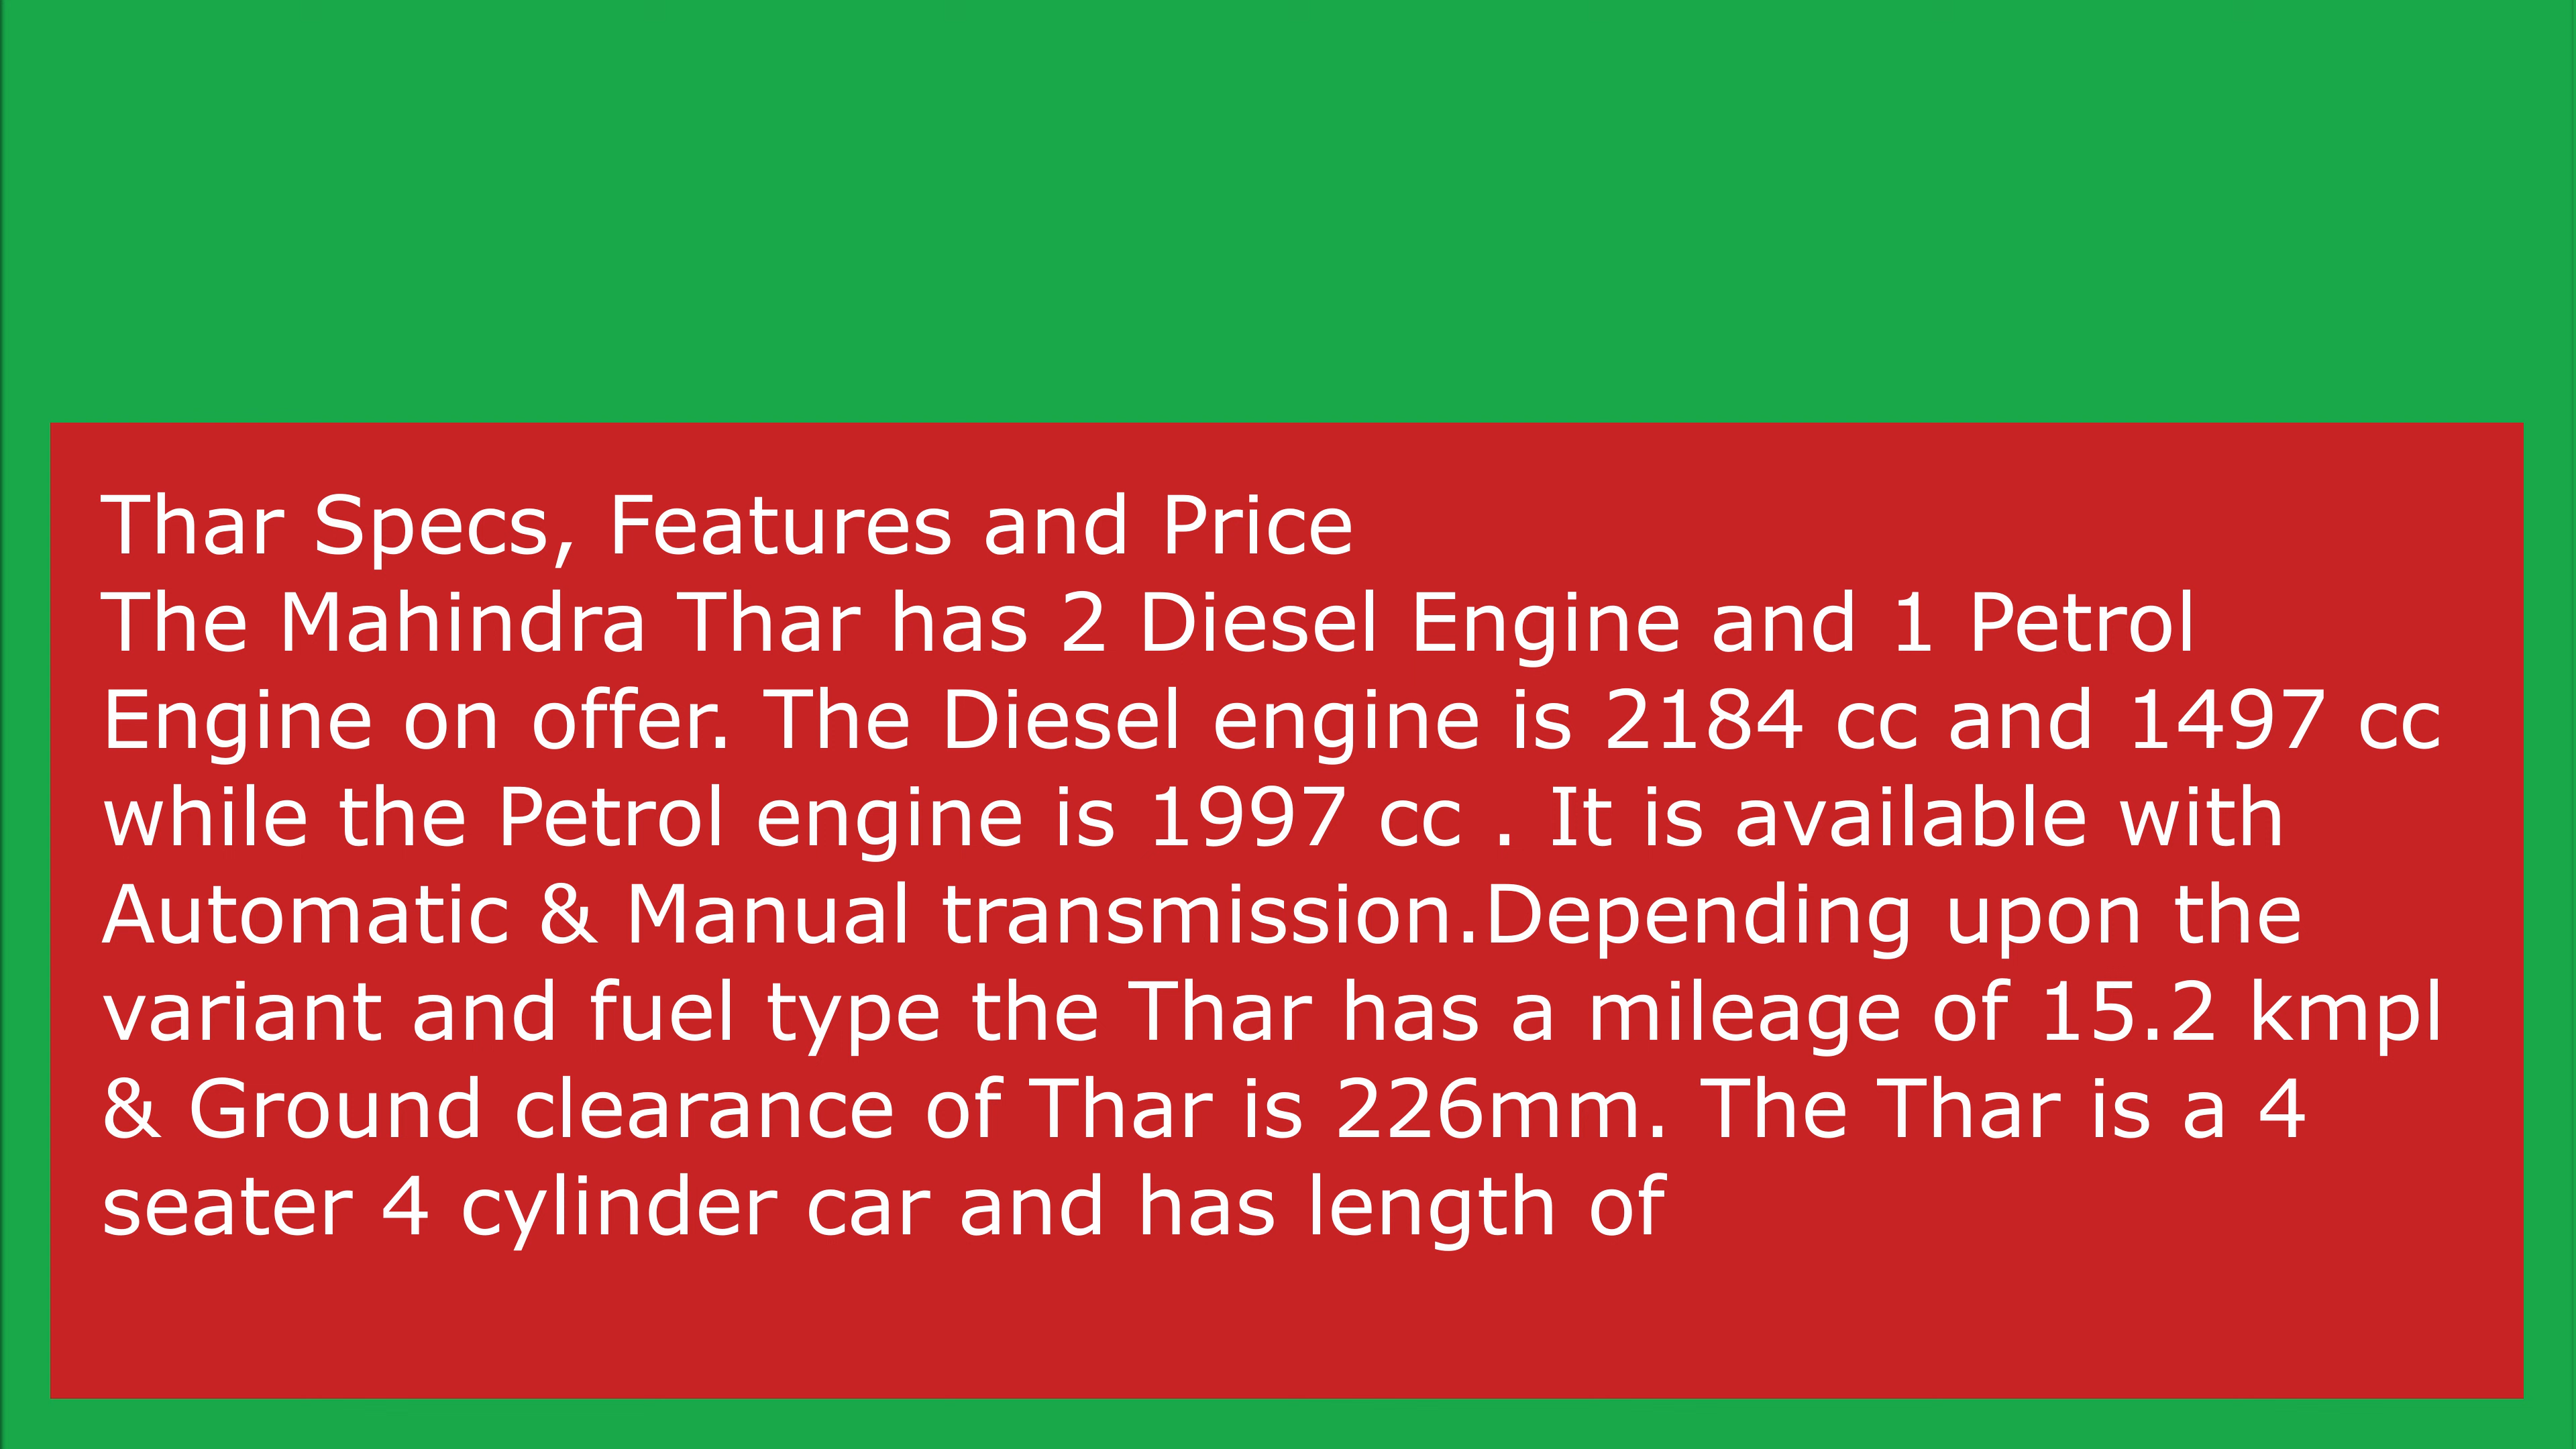 Thar Specs, Features and Price
The Mahindra Thar has 2 Diesel Engine and 1 Petrol
Engine on offer. The Diesel engine is 2184 cc and 1497 cc
while the Petrol engine is 1997 cc . It is available with
Automatic & Manual transmission.Depending upon the
variant and fuel type the Thar has a mileage of 15.2 kmpl
& Ground clearance of Thar is 226mm. The Thar is a 4
seater 4 cylinder car and has length of